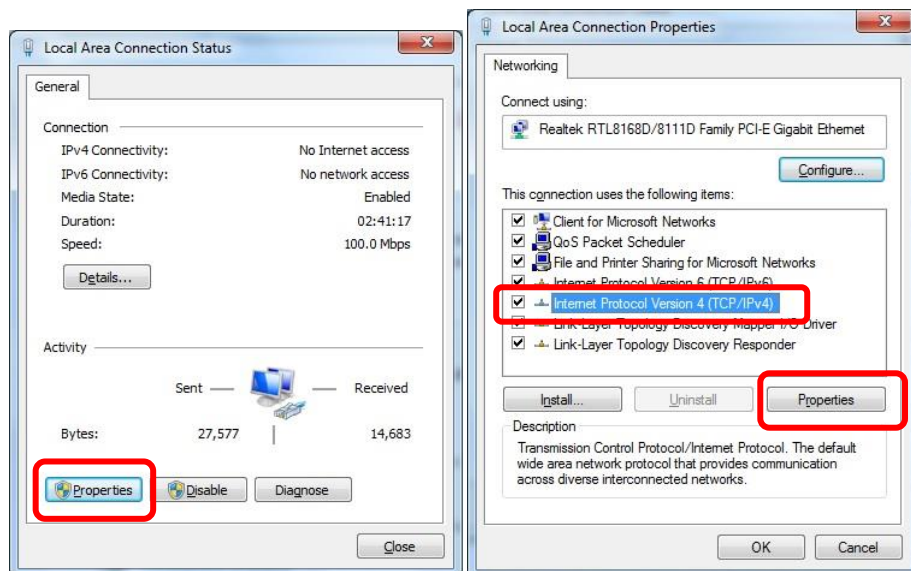 Local Area Connection Status
General
Connection
IPv4 Connectivity: No Internet access
IPv6 Connectivity: No network access
Media State: Enabled
Duration: 02:41:17
Speed: 100.0 Mbps
Details...
Activity
Sent Received
Bytes: 27,577 14,683
Properties Disable Diagnose
Close
Local Area Connection Properties
Networking
Connect using:
Realtek RTL8168D/8111D Family PCI-E Gigabit Ethernet
Configure...
This connection uses the following items:
Client for Microsoft Networks
QoS Packet Scheduler
File and Printer Sharing for Microsoft Networks
Internet Protocol Version 6 (TCP/IPv6)
Internet Protocol Version 4 (TCP/IPv4)
Link-Layer Topology Discovery Mapper I/O Driver
Link-Layer Topology Discovery Responder
Install... Uninstall Properties
Description
Transmission Control Protocol/Internet Protocol. The default
wide area network protocol that provides communication
across diverse interconnected networks.
OK Cancel